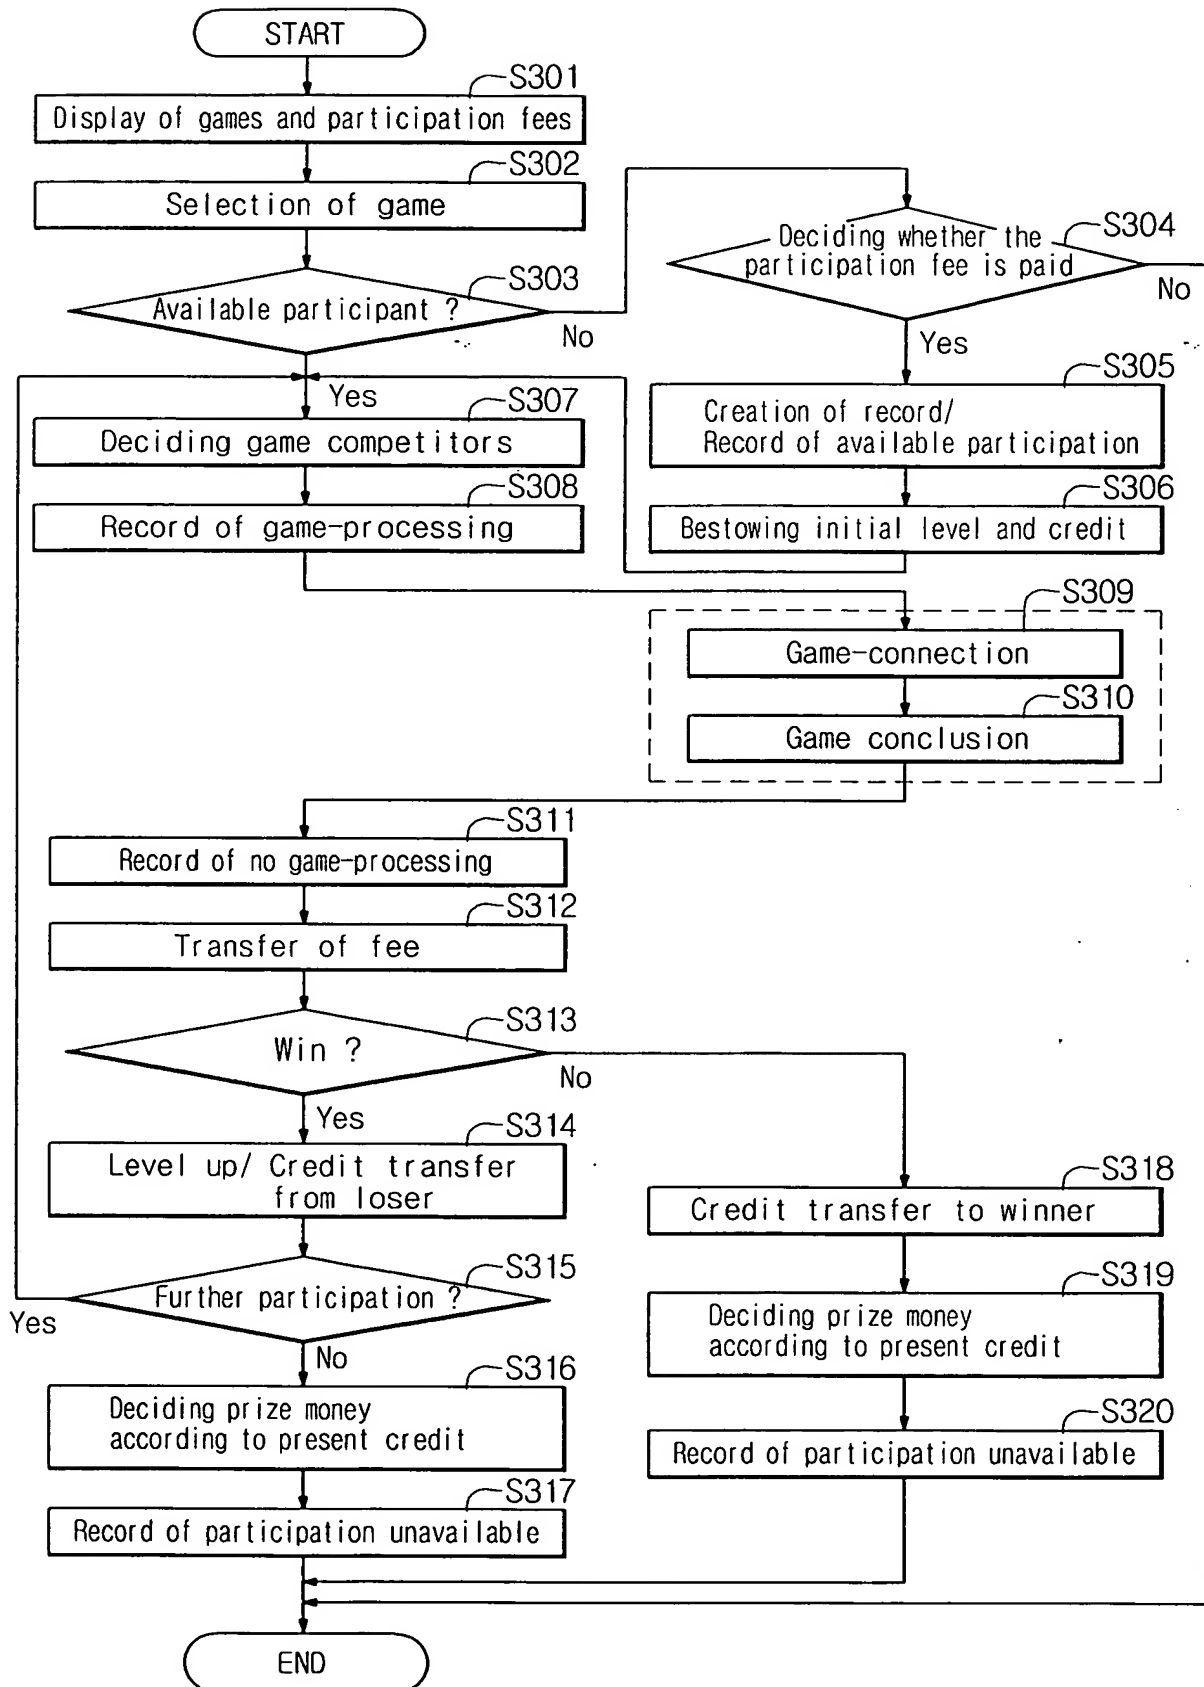 START
S301
Display of games and participation fees
S302
Selection of game
S303
Available participant ?
No
Yes
S304
Deciding whether the
participation fee is paid
No
Yes
S305
Creation of record/
Record of available participation
S306
Bestowing initial level and credit
S307
Deciding game competitors
S308
Record of game-processing
S309
Game-connection
S310
Game conclusion
S311
Record of no game-processing
S312
Transfer of fee
S313
Win ?
No
Yes
S314
Level up/ Credit transfer
from loser
S315
Further participation ?
Yes
No
S316
Deciding prize money
according to present credit
S317
Record of participation unavailable
S318
Credit transfer to winner
S319
Deciding prize money
according to present credit
S320
Record of participation unavailable
END